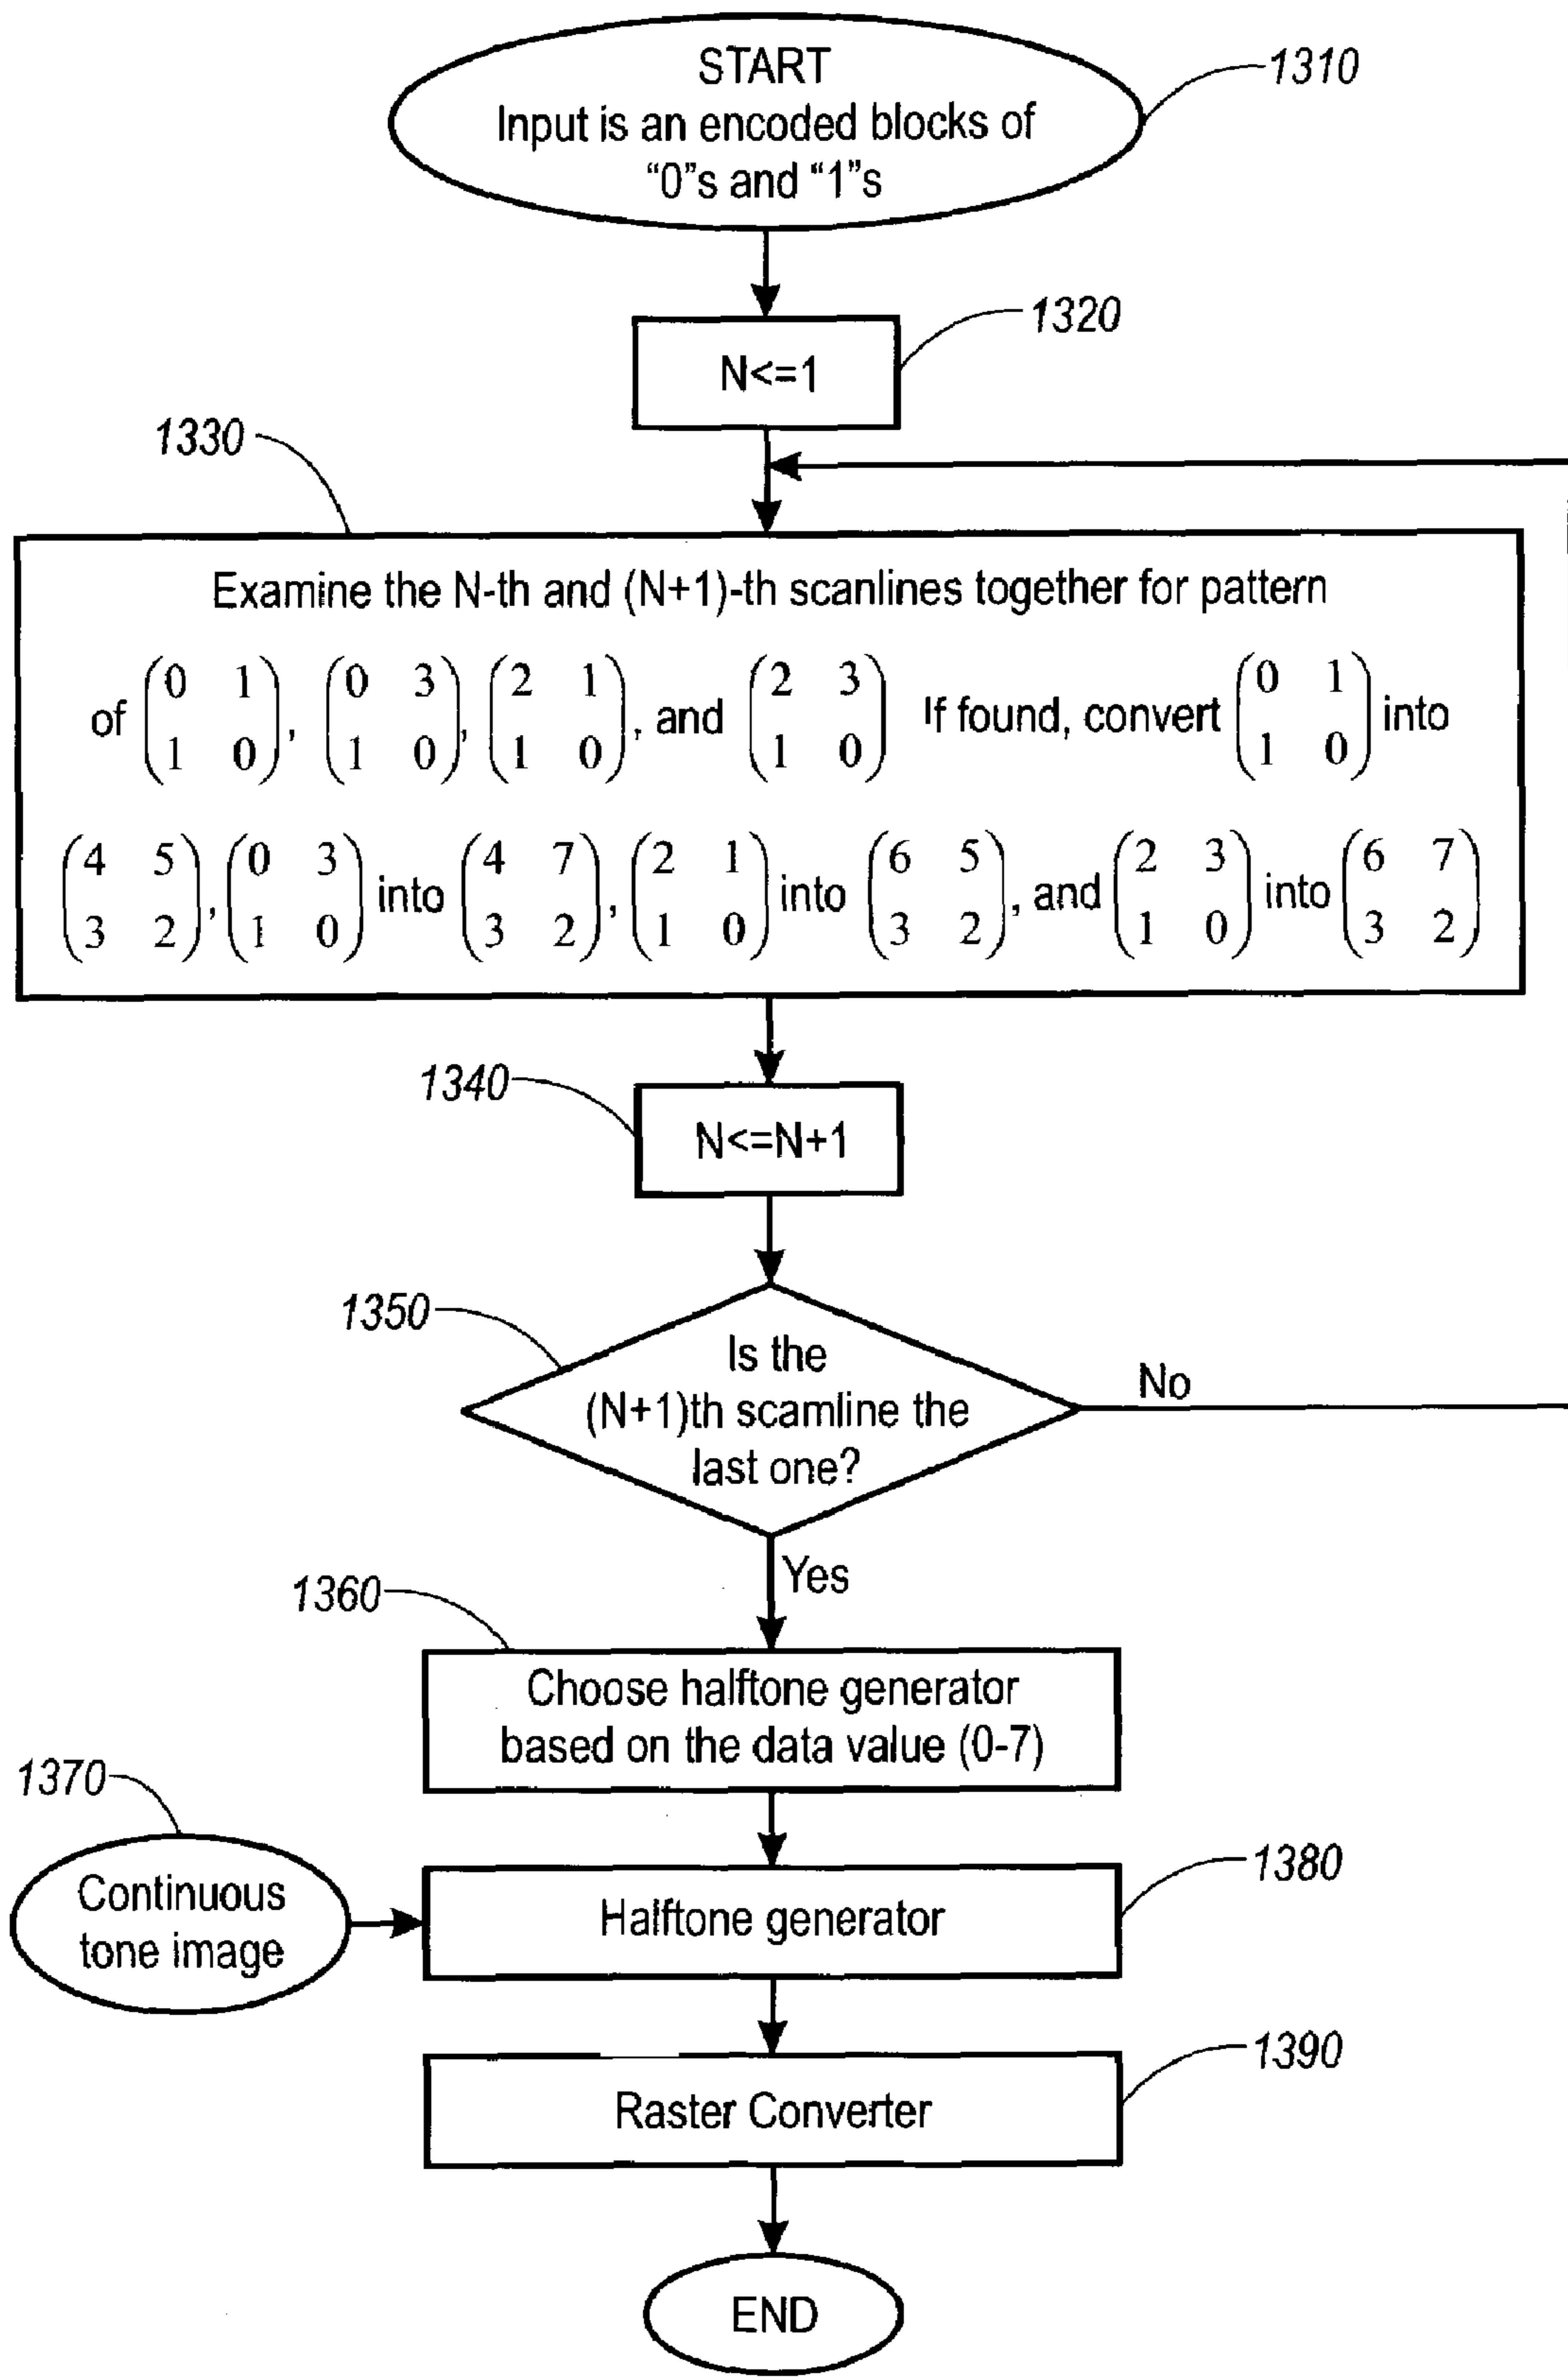 START
Input is an encoded blocks of
“0”s and “1”s
1310
N<=1
1320
1330
Examine the N-th and (N+1)-th scanlines together for pattern
of (0 1 / 1 0), (0 3 / 1 0), (2 1 / 1 0), and (2 3 / 1 0) If found, convert (0 1 / 1 0) into
(4 5 / 3 2), (0 3 / 1 0) into (4 7 / 3 2), (2 1 / 1 0) into (6 5 / 3 2), and (2 3 / 1 0) into (6 7 / 3 2)
1340
N<=N+1
1350
Is the
(N+1)th scamline the
last one?
No
Yes
1360
Choose halftone generator
based on the data value (0-7)
1370
Continuous
tone image
1380
Halftone generator
1390
Raster Converter
END